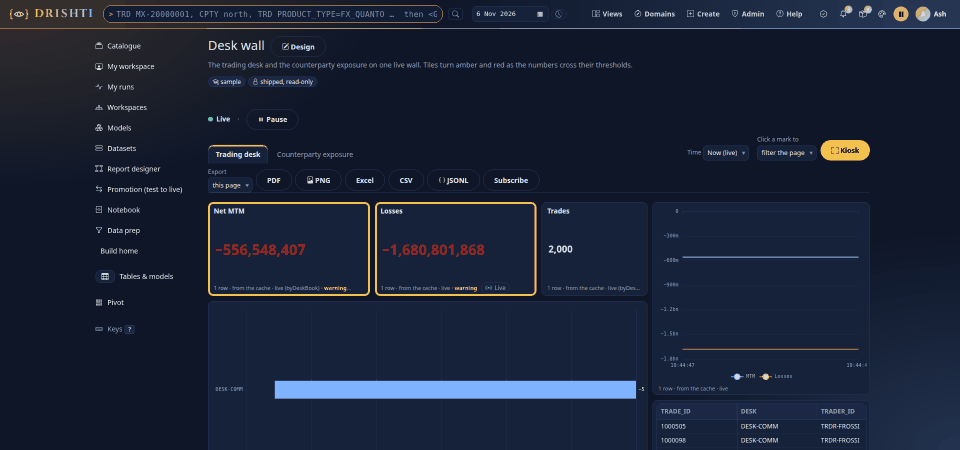 { } DRISHTI
> TRD MX-20000001, CPTY north, TRD PRODUCT_TYPE=FX_QUANTO … then <G
6 Nov 2026
Views
Domains
Create
Admin
Help
Ash
Catalogue
My workspace
My runs
Workspaces
Models
Datasets
Report designer
Promotion (test to live)
Notebook
Data prep
Build home
Tables & models
Pivot
Keys ?
Desk wall
Design
The trading desk and the counterparty exposure on one live wall. Tiles turn amber and red as the numbers cross their thresholds.
sample
shipped, read-only
Live ·
Pause
Trading desk
Counterparty exposure
Time
Now (live)
Click a mark to
filter the page
Kiosk
Export
this page
PDF
PNG
Excel
CSV
JSONL
Subscribe
Net MTM
−556,548,407
1 row · from the cache · live (byDeskBook) · warning…
Losses
−1,680,801,868
1 row · from the cache · live · warning
Live
Trades
2,000
1 row · from the cache · live (byDes…
0
−300m
−600m
−900m
−1.2bn
−1.5bn
−1.8bn
19:44:47
19:44:4
MTM
Losses
1 row · from the cache · live
DESK-COMM
−5
TRADE_ID DESK TRADER_ID
1000505 DESK-COMM TRDR-FROSSI
1000098 DESK-COMM TRDR-FROSSI